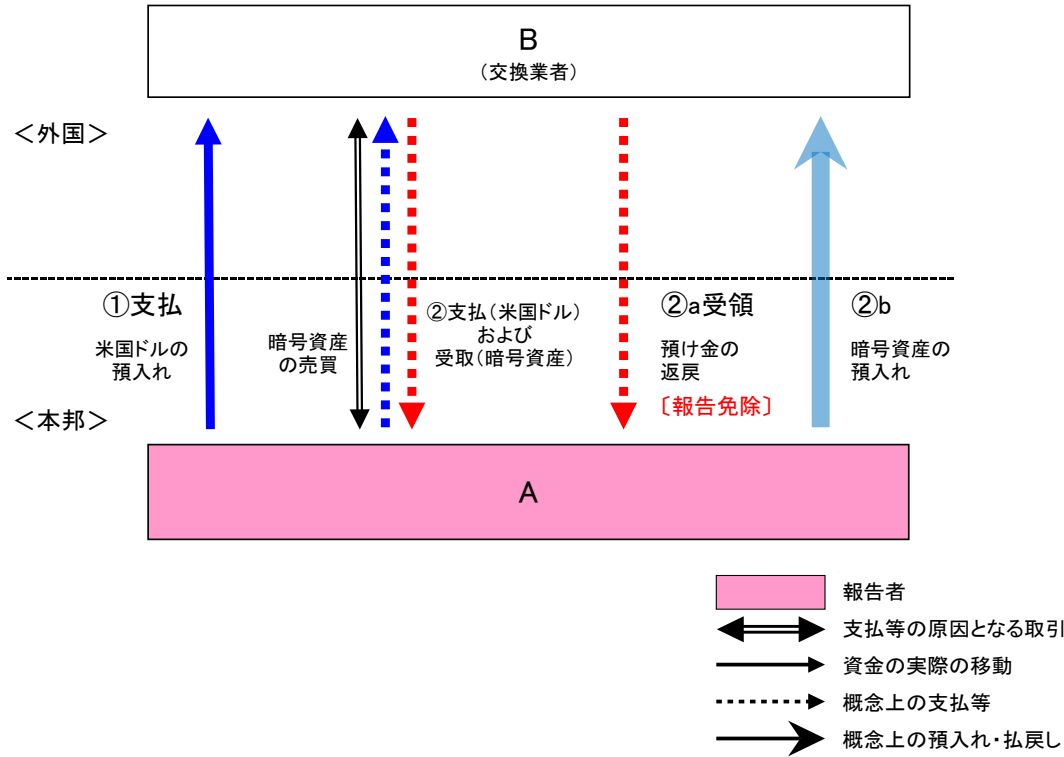 B
(交換業者)
＜外国＞
①支払
米国ドルの
預入れ
暗号資産
の売買
②支払(米国ドル)
および
受取(暗号資産)
②a受領
預け金の
返戻
〔報告免除〕
②b
暗号資産の
預入れ
＜本邦＞
A
報告者
支払等の原因となる取引
資金の実際の移動
概念上の支払等
概念上の預入れ・払戻し